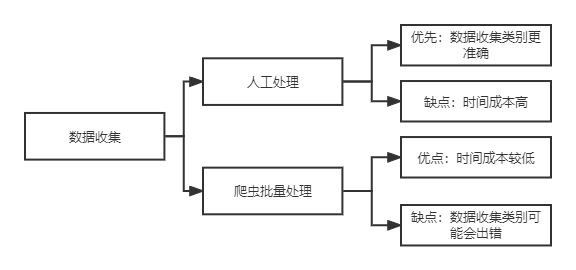 数据收集
人工处理
优先：数据收集类别更
准确
缺点：时间成本高
爬虫批量处理
优点：时间成本较低
缺点：数据收集类别可
能会出错